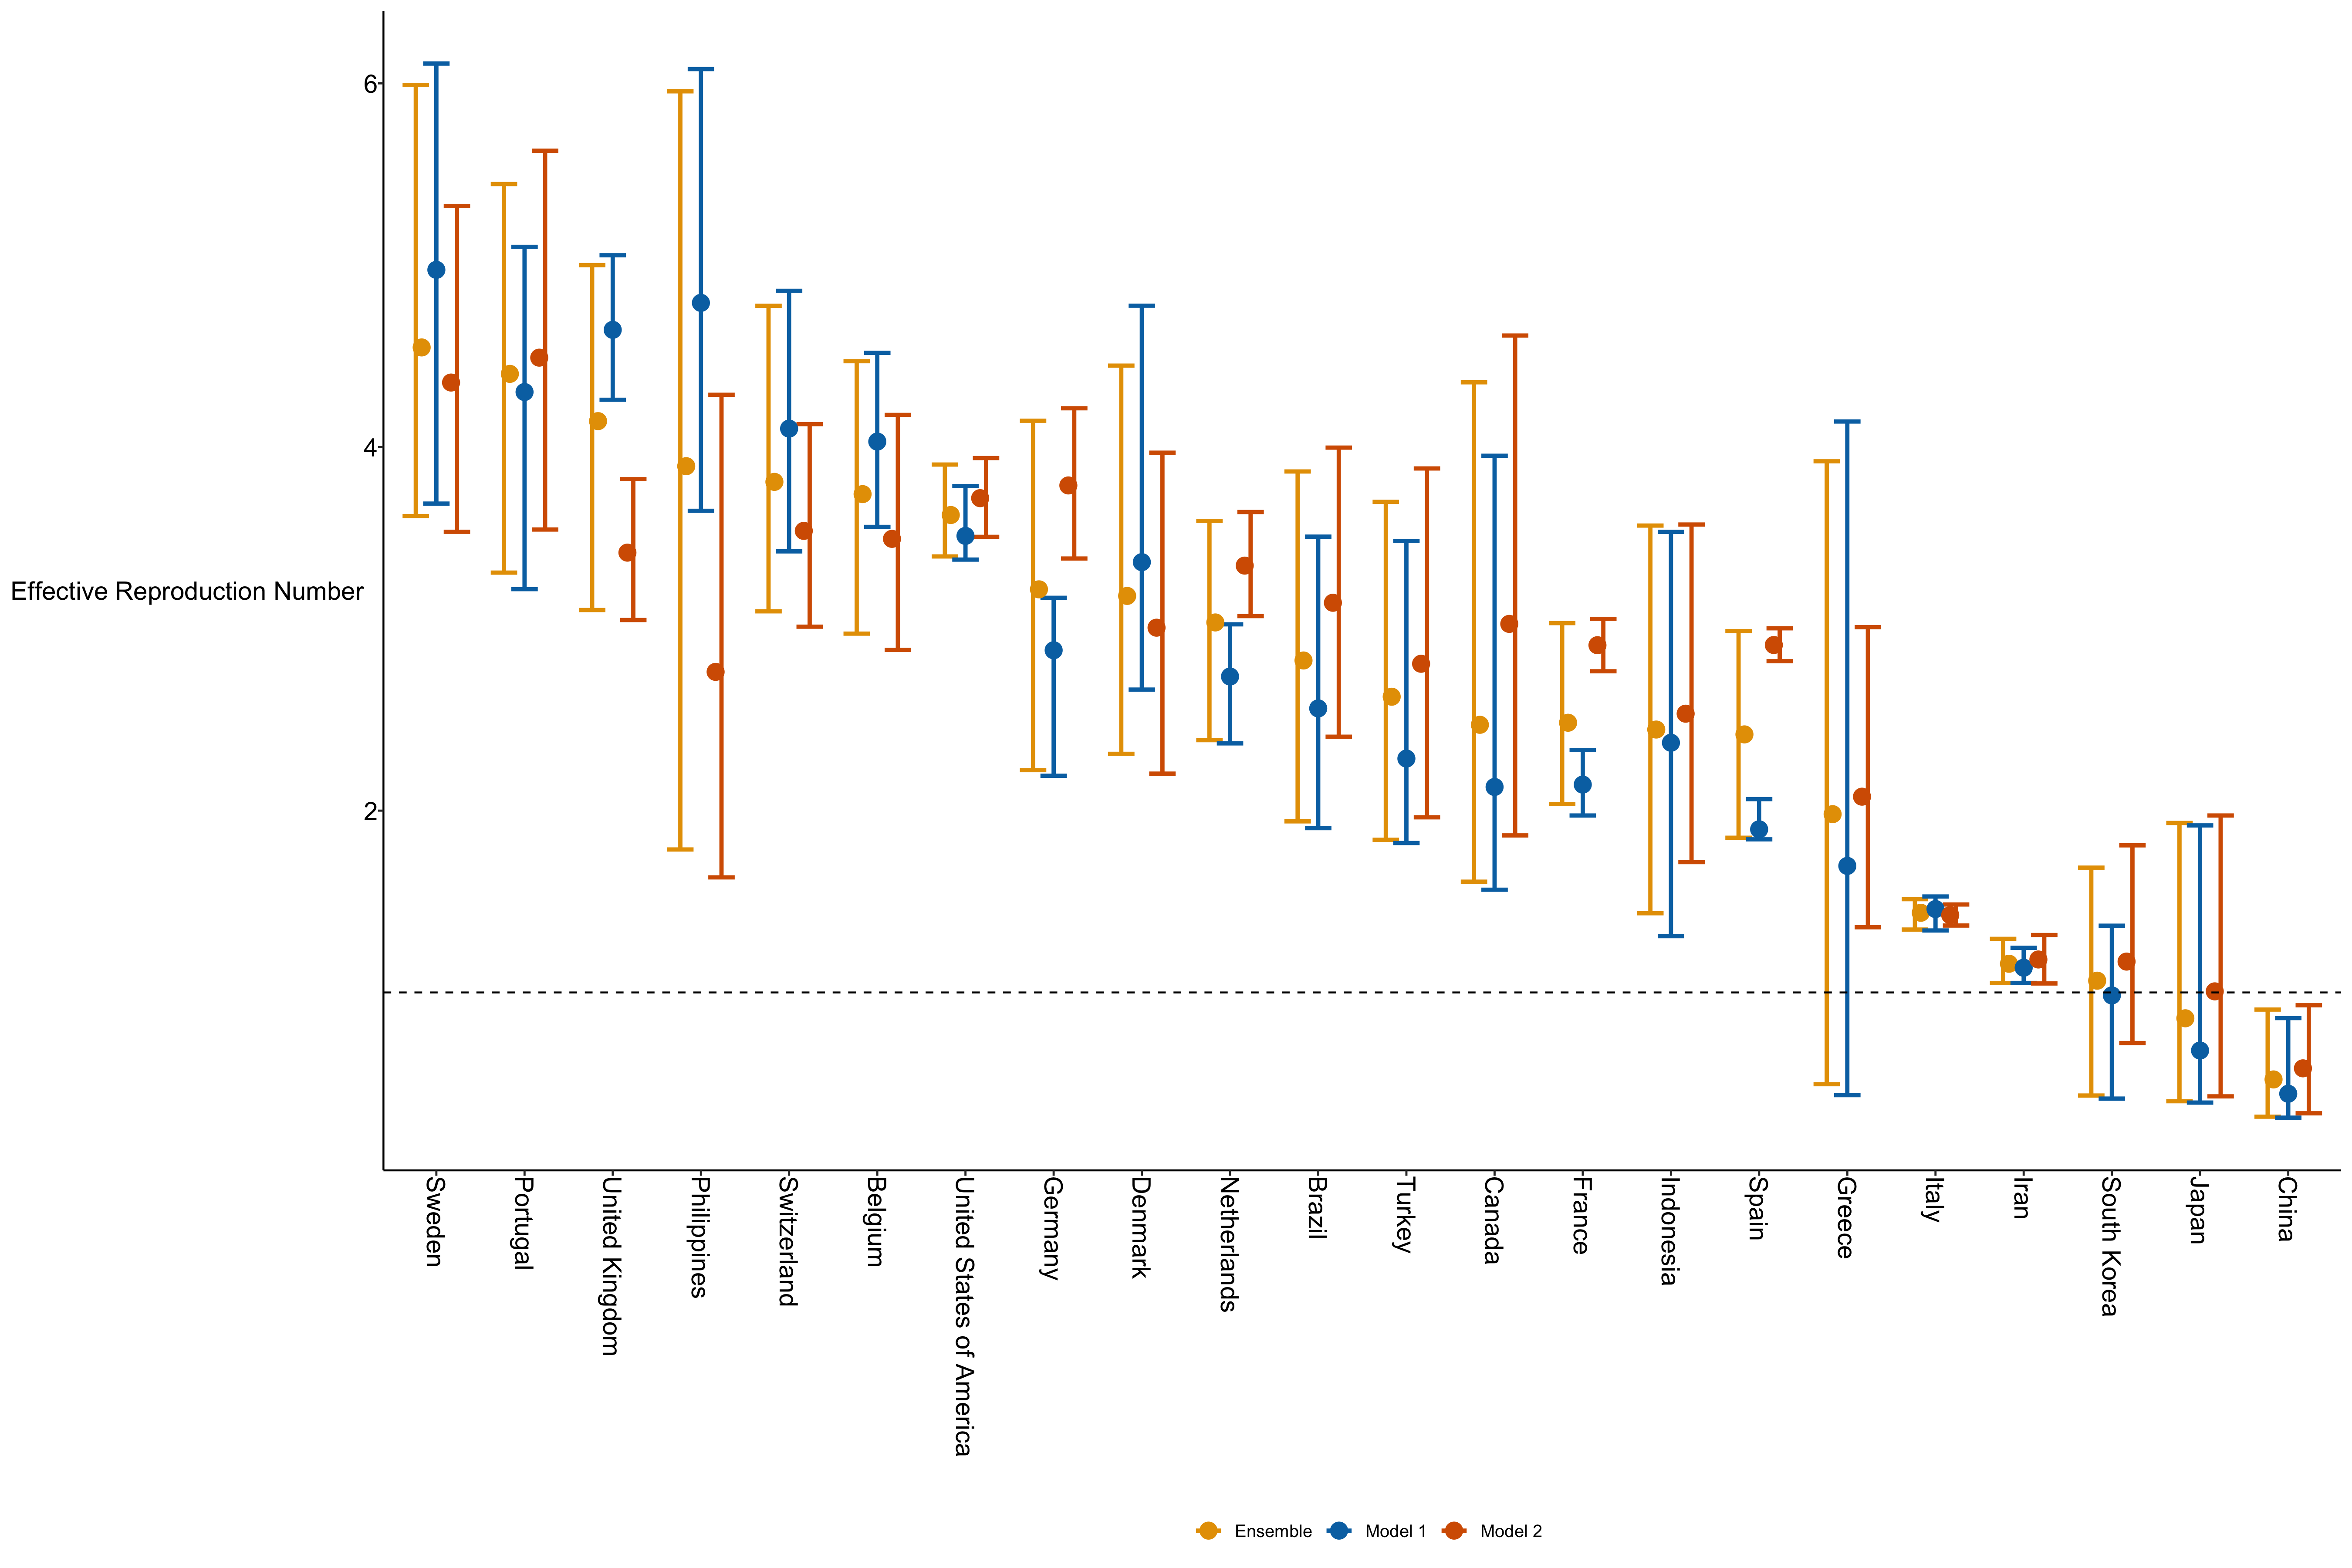 6
4
Effective Reproduction Number
2
Sweden
Portugal
United Kingdom
Philippines
Switzerland
Belgium
United States of America
Germany
Denmark
Netherlands
Brazil
Turkey
Canada
France
Indonesia
Spain
Greece
Italy
Iran
South Korea
Japan
China
Ensemble Model 1 Model 2